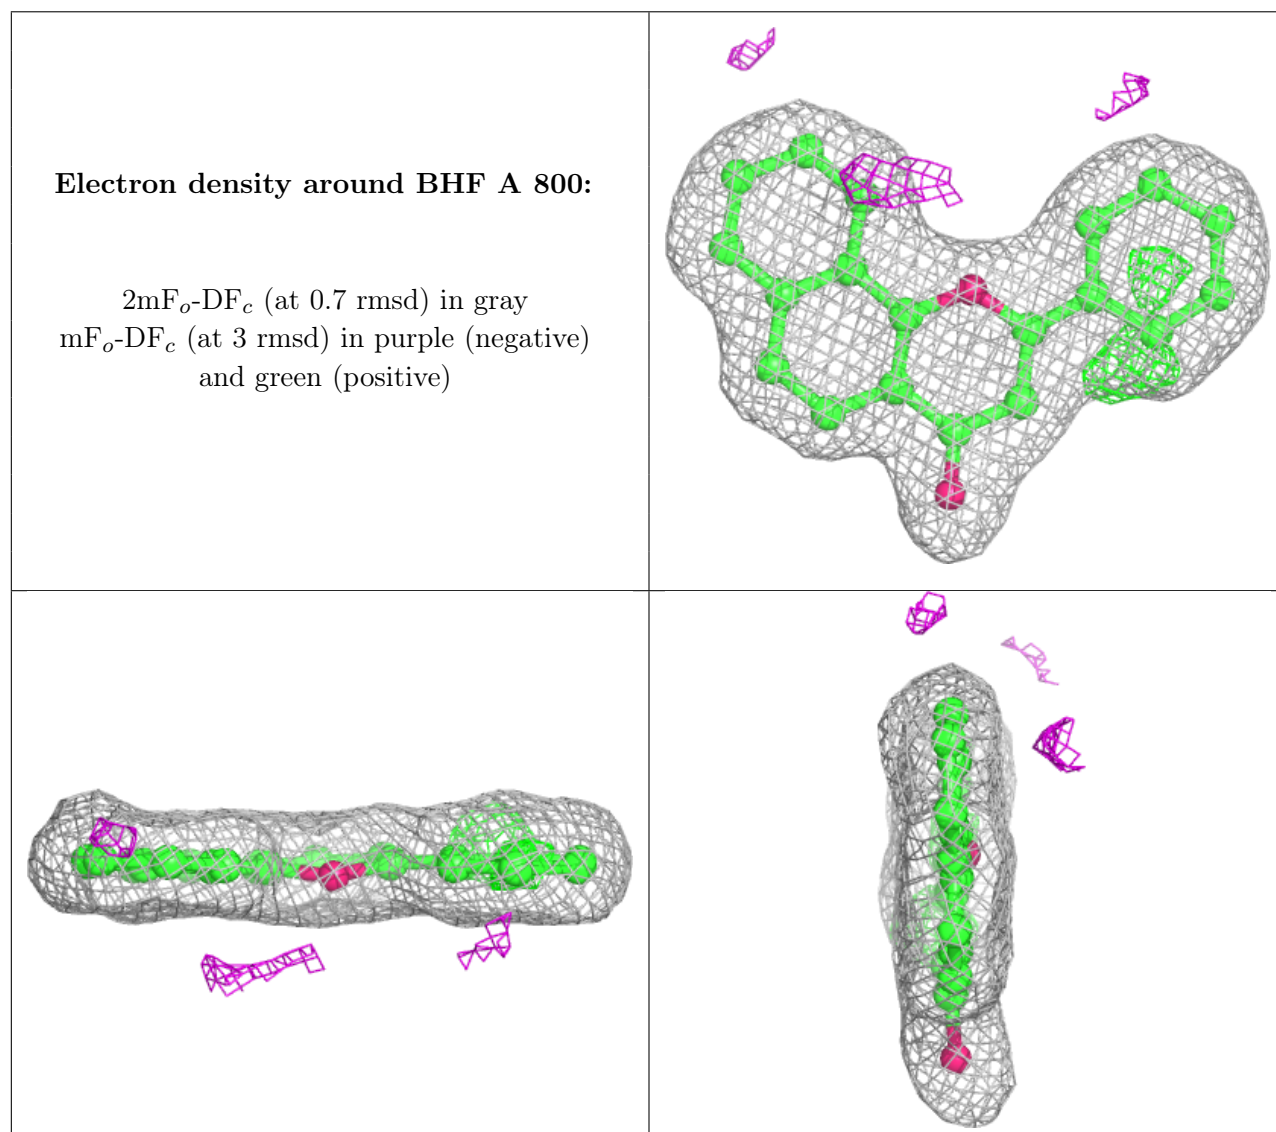 Electron density around BHF A 800:
2mFo-DFc (at 0.7 rmsd) in gray
mFo-DFc (at 3 rmsd) in purple (negative)
and green (positive)